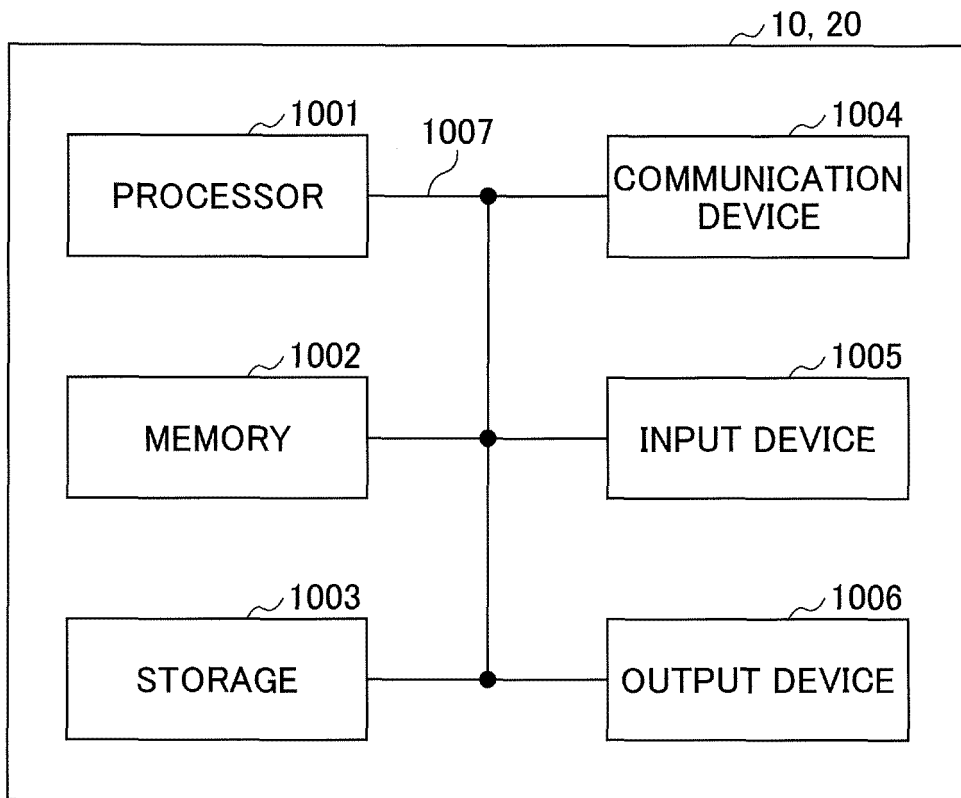 10, 20
1001
1007
1004
PROCESSOR
COMMUNICATION
DEVICE
1002
1005
MEMORY
INPUT DEVICE
1003
1006
STORAGE
OUTPUT DEVICE